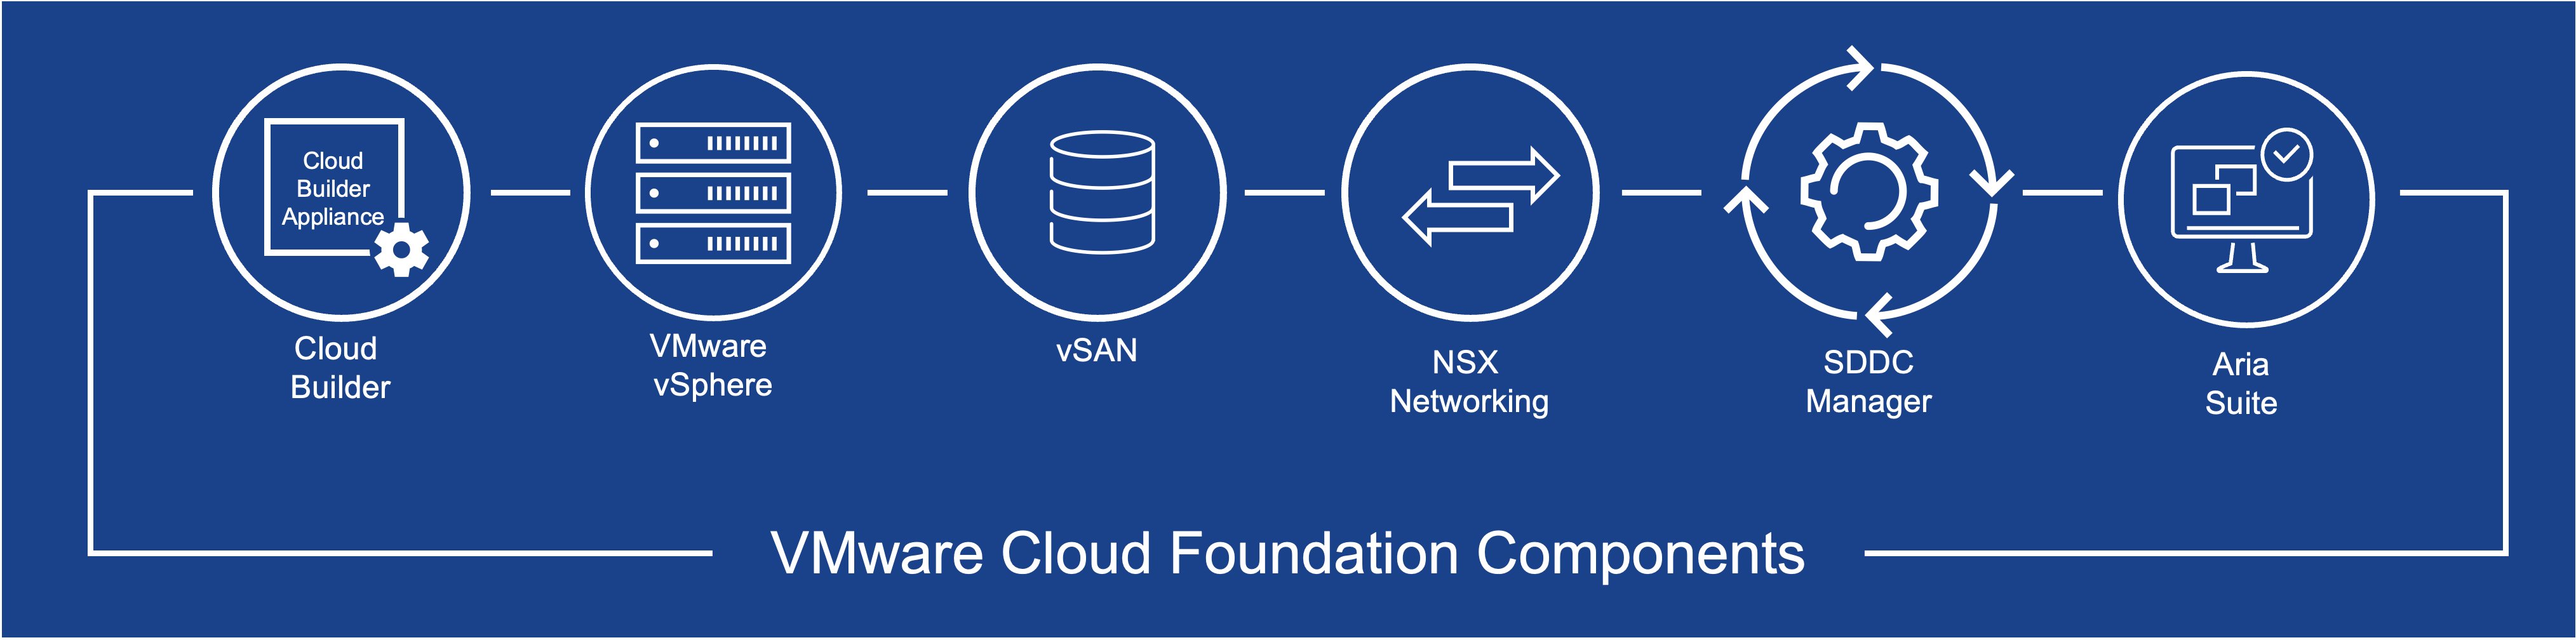 Cloud
Builder
Appliance
Cloud
Builder
VMware
vSphere
vSAN
NSX
Networking
SDDC
Manager
Aria
Suite
VMware Cloud Foundation Components